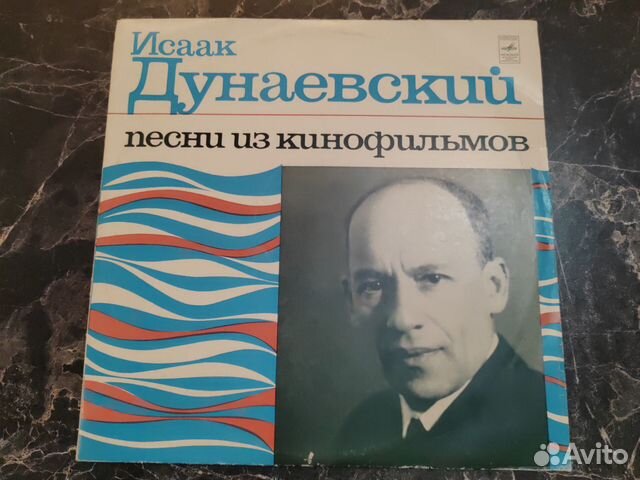 Исаак
Дунаевский
песни из кинофильмов
Avito